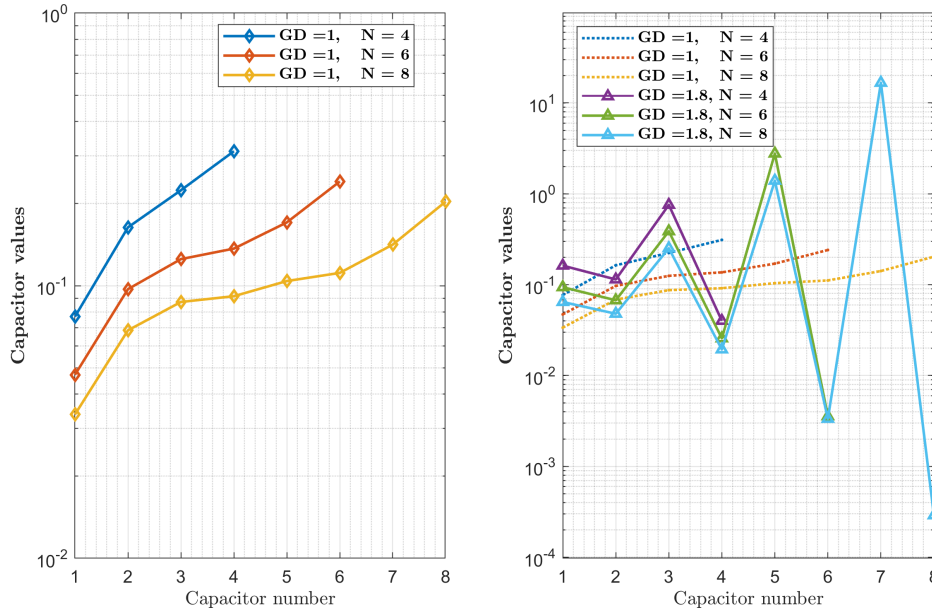 10^0
10^-1
10^-2
Capacitor values
1 2 3 4 5 6 7 8
Capacitor number
GD =1, N = 4
GD =1, N = 6
GD =1, N = 8
10^1
10^0
10^-1
10^-2
10^-3
10^-4
Capacitor values
1 2 3 4 5 6 7 8
Capacitor number
GD =1, N = 4
GD =1, N = 6
GD =1, N = 8
GD =1.8, N = 4
GD =1.8, N = 6
GD =1.8, N = 8